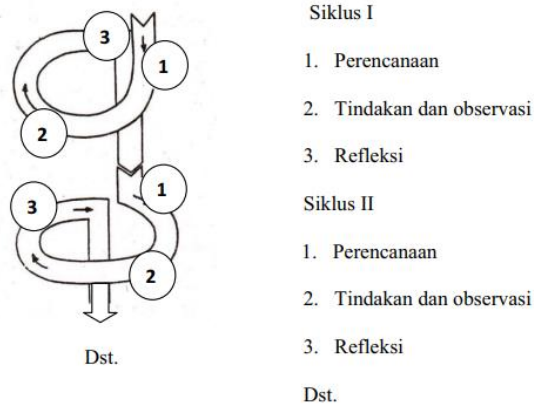 3
1
2
1
3
2
Dst.
Siklus I
1. Perencanaan
2. Tindakan dan observasi
3. Refleksi
Siklus II
1. Perencanaan
2. Tindakan dan observasi
3. Refleksi
Dst.